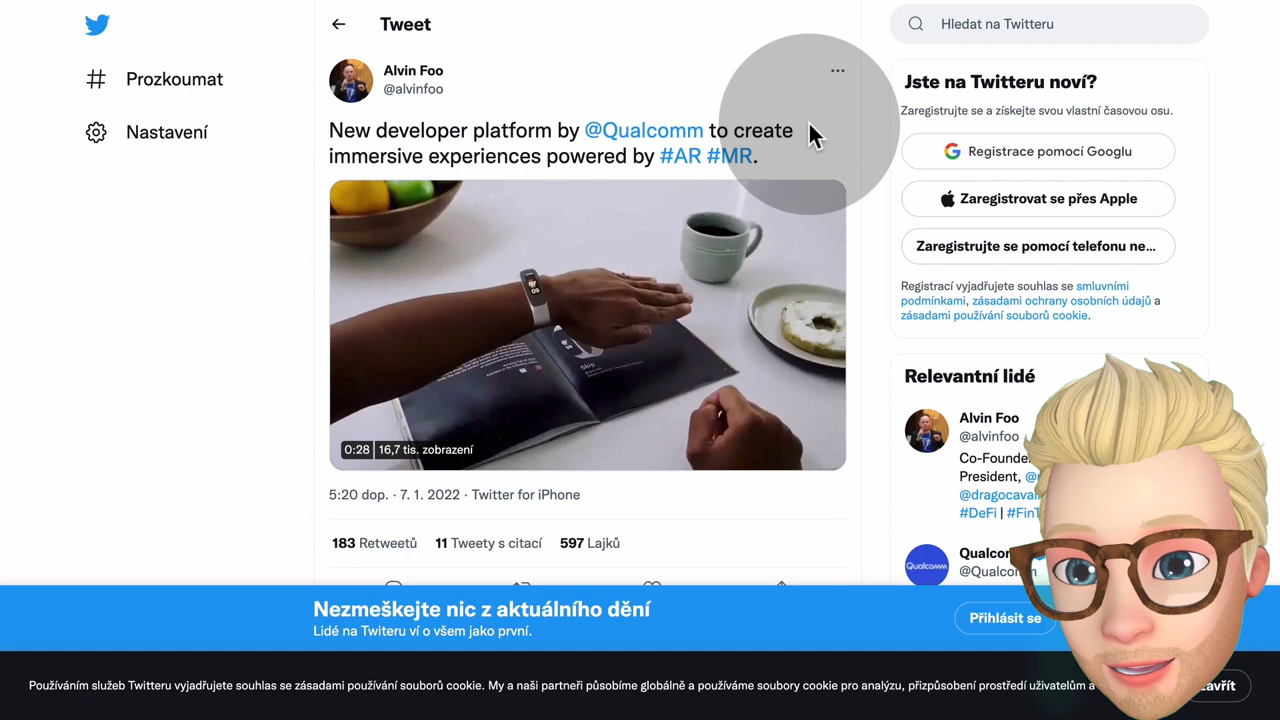 Tweet
Hledat na Twitteru
Prozkoumat
Nastavení
Alvin Foo
@alvinfoo
New developer platform by @Qualcomm to create
immersive experiences powered by #AR #MR.
09
Skip
0:28 | 16,7 tis. zobrazení
5:20 dop. · 7. 1. 2022 · Twitter for iPhone
183 Retweetů 11 Tweety s citací 597 Lajků
Jste na Twitteru noví?
Zaregistrujte se a získejte svou vlastní časovou osu.
Registrace pomocí Googlu
Zaregistrovat se přes Apple
Zaregistrujte se pomocí telefonu ne...
Registrací vyjadřujete souhlas se smluvními
podmínkami, zásadami ochrany osobních údajů a
zásadami používání souborů cookie.
Relevantní lidé
Alvin Foo
@alvinfoo
Co-Founde
President,
@dragocaval
#DeFi | #FinT
Qualcomm
Qualcom
@Qualcom
Nezmeškejte nic z aktuálního dění
Lidé na Twiteru ví o všem jako první.
Přihlásit se
Používáním služeb Twitteru vyjadřujete souhlas se zásadami používání souborů cookie. My a naši partneři působíme globálně a používáme soubory cookie pro analýzu, přizpůsobení prostředí uživatelům a